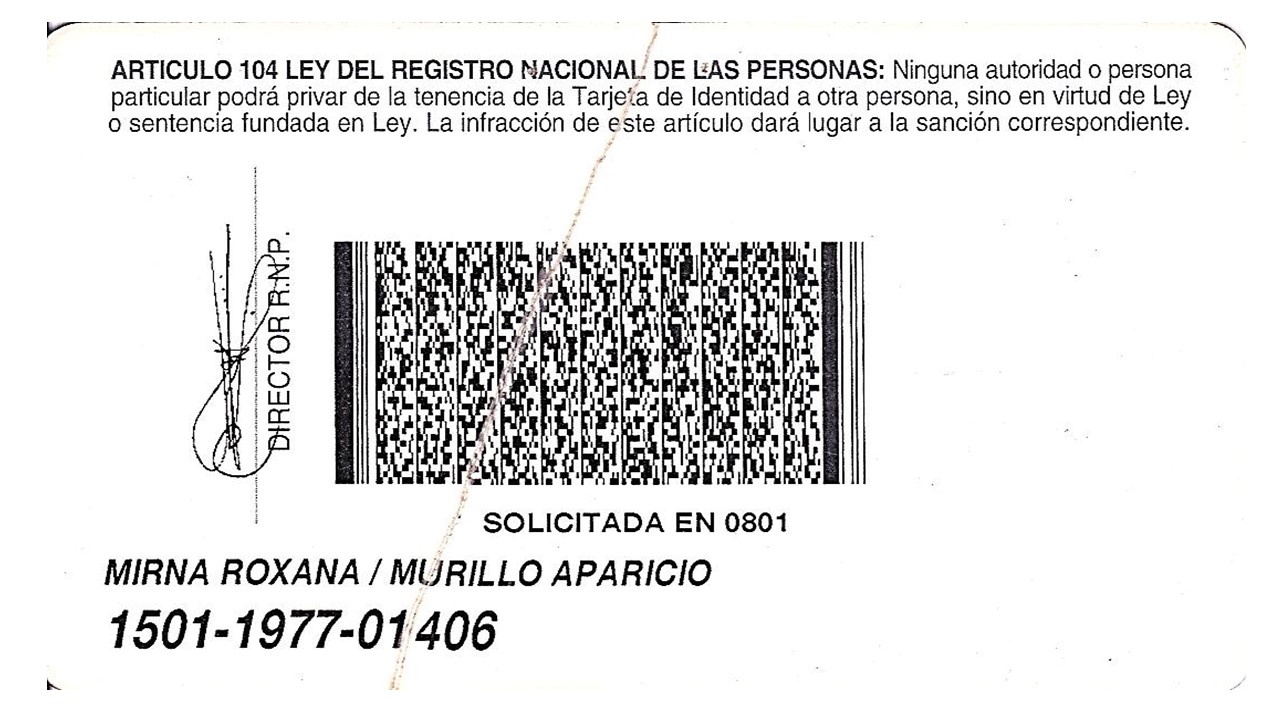 ARTICULO 104 LEY DEL REGISTRO NACIONAL DE LAS PERSONAS: Ninguna autoridad o persona
particular podrá privar de la tenencia de la Tarjeta de Identidad a otra persona, sino en virtud de Ley
o sentencia fundada en Ley. La infracción de este artículo dará lugar a la sanción correspondiente.
DIRECTOR R.N.P.
SOLICITADA EN 0801
MIRNA ROXANA / MURILLO APARICIO
1501-1977-01406